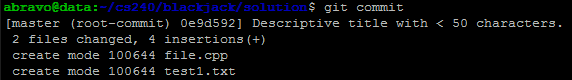 abravo@data:~/cs240/blackjack/solution$ git commit
[master (root-commit) 0e9d592] Descriptive title with < 50 characters.
 2 files changed, 4 insertions(+)
 create mode 100644 file.cpp
 create mode 100644 test1.txt